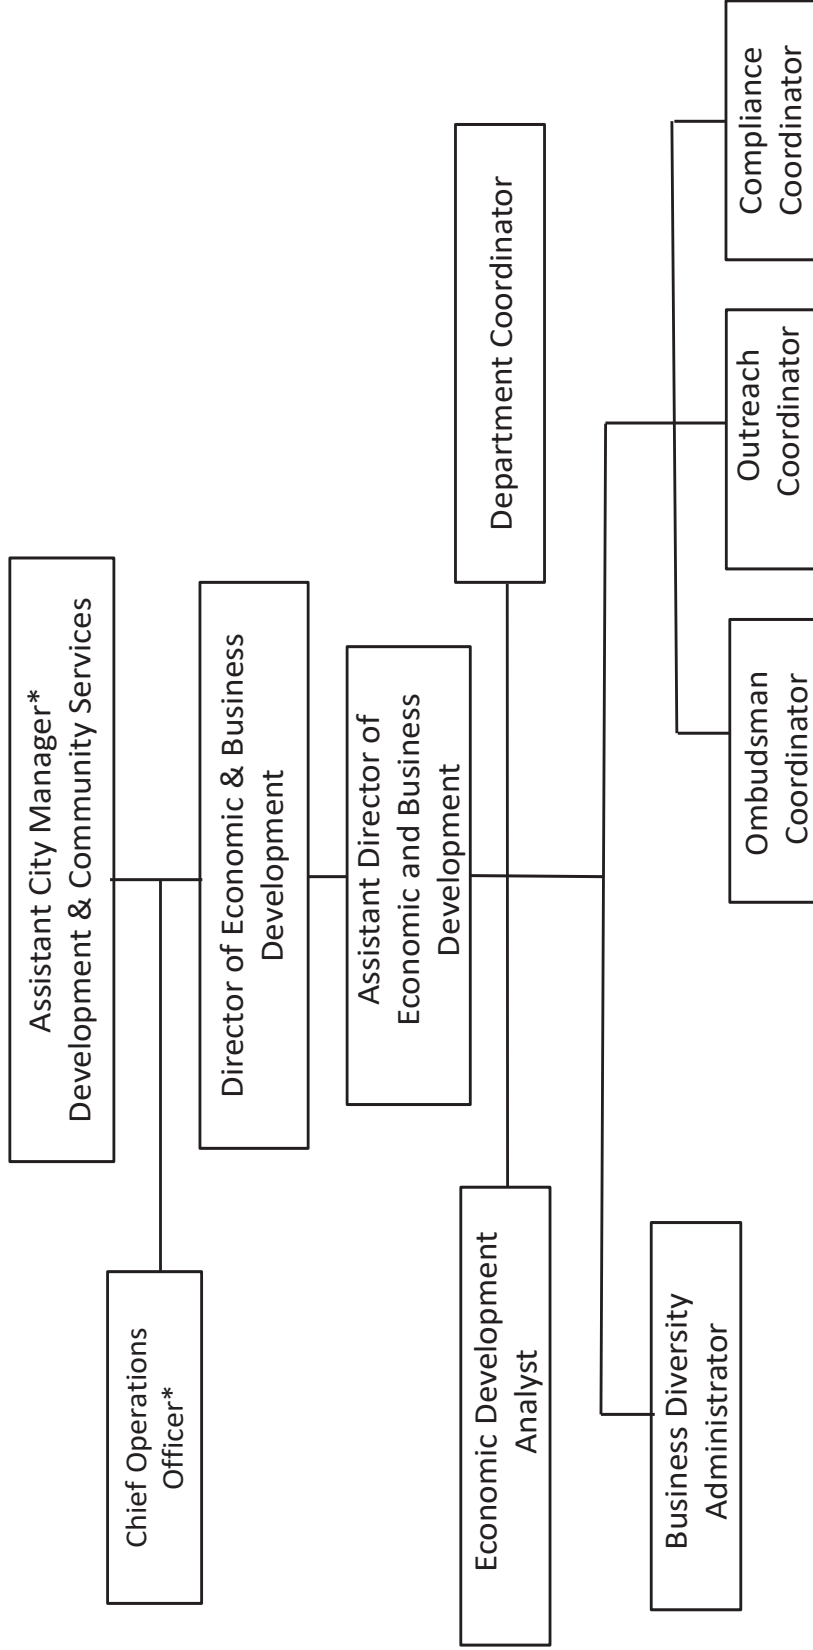 Assistant City Manager*
Development & Community Services
Chief Operations
Officer*
Director of Economic & Business
Development
Assistant Director of
Economic and Business
Development
Economic Development
Analyst
Department Coordinator
Business Diversity
Administrator
Ombudsman
Coordinator
Outreach
Coordinator
Compliance
Coordinator